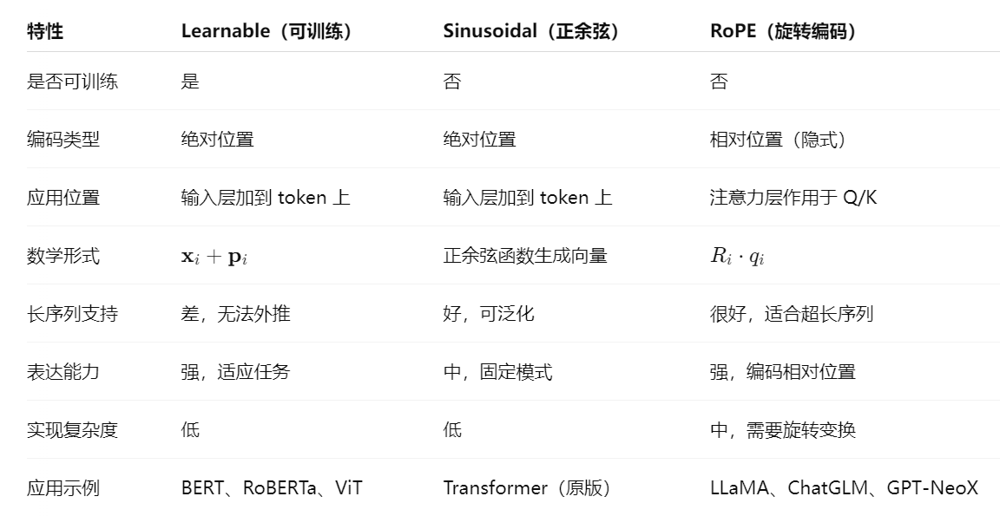 特性 Learnable（可训练） Sinusoidal（正余弦） RoPE（旋转编码）
是否可训练 是 否 否
编码类型 绝对位置 绝对位置 相对位置（隐式）
应用位置 输入层加到 token 上 输入层加到 token 上 注意力层作用于 Q/K
数学形式 𝐱ᵢ + 𝐩ᵢ 正余弦函数生成向量 Rᵢ · qᵢ
长序列支持 差，无法外推 好，可泛化 很好，适合超长序列
表达能力 强，适应任务 中，固定模式 强，编码相对位置
实现复杂度 低 低 中，需要旋转变换
应用示例 BERT、RoBERTa、ViT Transformer（原版） LLaMA、ChatGLM、GPT-NeoX